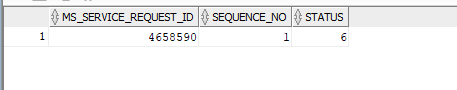 MS_SERVICE_REQUEST_ID SEQUENCE_NO STATUS
1 4658590 1 6